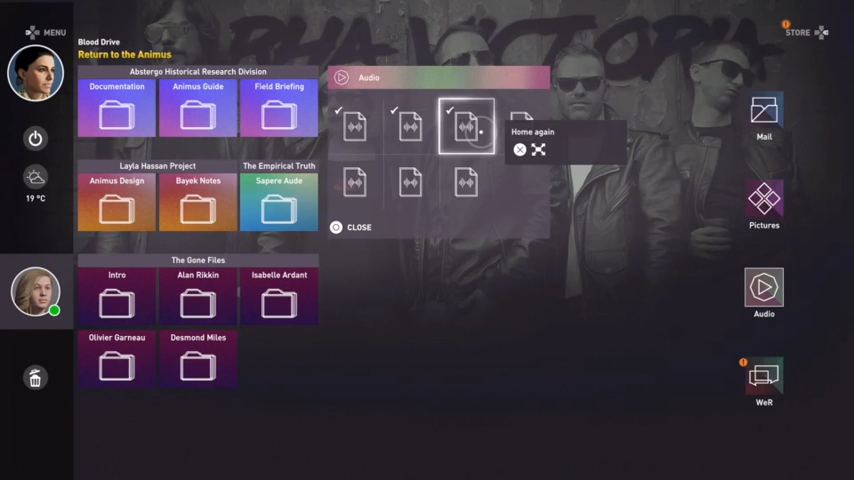 MENU
STORE
Blood Drive
Return to the Animus
Abstergo Historical Research Division
Documentation
Animus Guide
Field Briefing
Layla Hassan Project
The Empirical Truth
Animus Design
Bayek Notes
Sapere Aude
The Gone Files
Intro
Alan Rikkin
Isabelle Ardant
Olivier Garneau
Desmond Miles
19 °C
Audio
Home again
CLOSE
Mail
Pictures
Audio
WeR